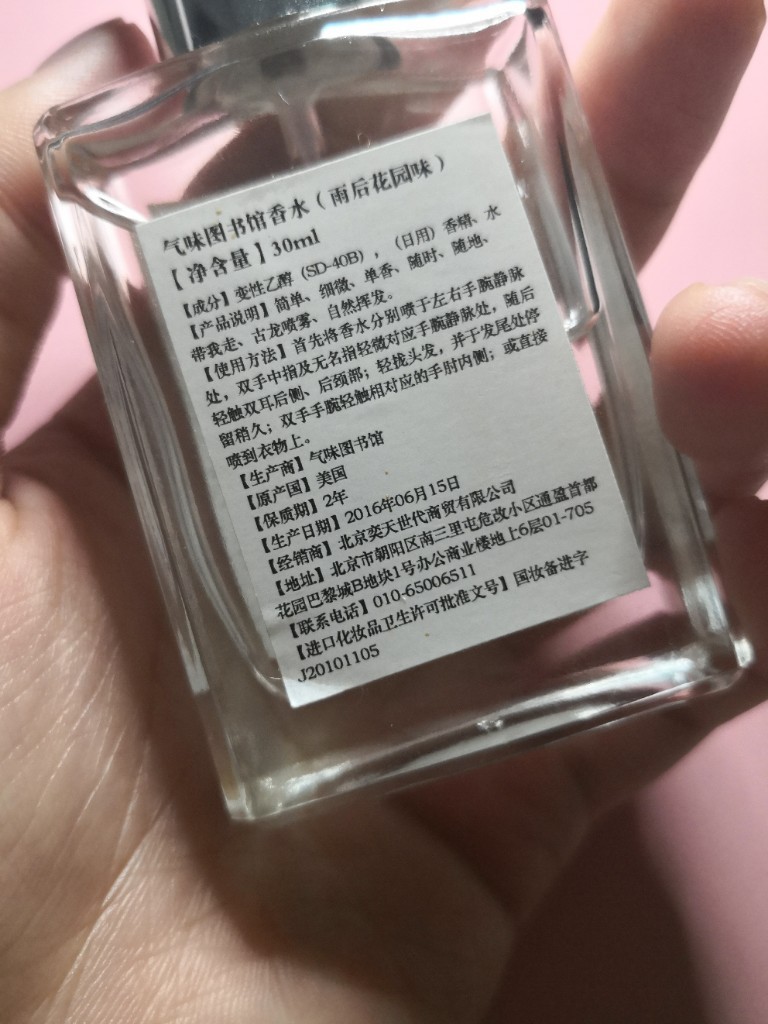 气味图书馆香水（雨后花园味）
【净含量】30ml
【成分】变性乙醇（SD-40B），（日用）香精、水
【产品说明】简单、细微、单香、随时、随地、
带我走、古龙喷雾、自然挥发。
【使用方法】首先将香水分别喷于左右手腕静脉
处，双手中指及无名指轻微对应手腕静脉处，随后
轻触双耳后侧、后颈部；轻拢头发，并于发尾处停
留稍久；双手手腕轻触相对应的手肘内侧；或直接
喷到衣物上。
【生产商】气味图书馆
【原产国】美国
【保质期】2年
【生产日期】2016年06月15日
【经销商】北京奕天世代商贸有限公司
【地址】北京市朝阳区南三里屯危改小区通盈首都
花园巴黎城B地块1号办公商业楼地上6层01-705
【联系电话】010-65006511
【进口化妆品卫生许可批准文号】国妆备进字
J20101105